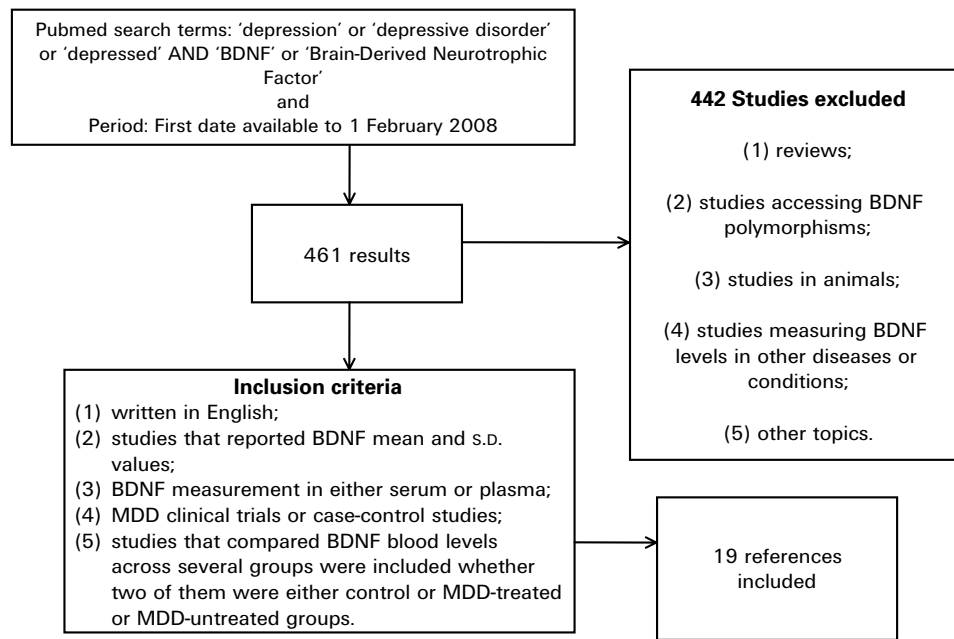 Pubmed search terms: ‘depression’ or ‘depressive disorder’
or ‘depressed’ AND ‘BDNF’ or ‘Brain-Derived Neurotrophic
Factor’
and
Period: First date available to 1 February 2008
442 Studies excluded
(1) reviews;
(2) studies accessing BDNF
polymorphisms;
(3) studies in animals;
(4) studies measuring BDNF
levels in other diseases or
conditions;
(5) other topics.
461 results
Inclusion criteria
(1) written in English;
(2) studies that reported BDNF mean and S.D.
values;
(3) BDNF measurement in either serum or plasma;
(4) MDD clinical trials or case-control studies;
(5) studies that compared BDNF blood levels
across several groups were included whether
two of them were either control or MDD-treated
or MDD-untreated groups.
19 references
included